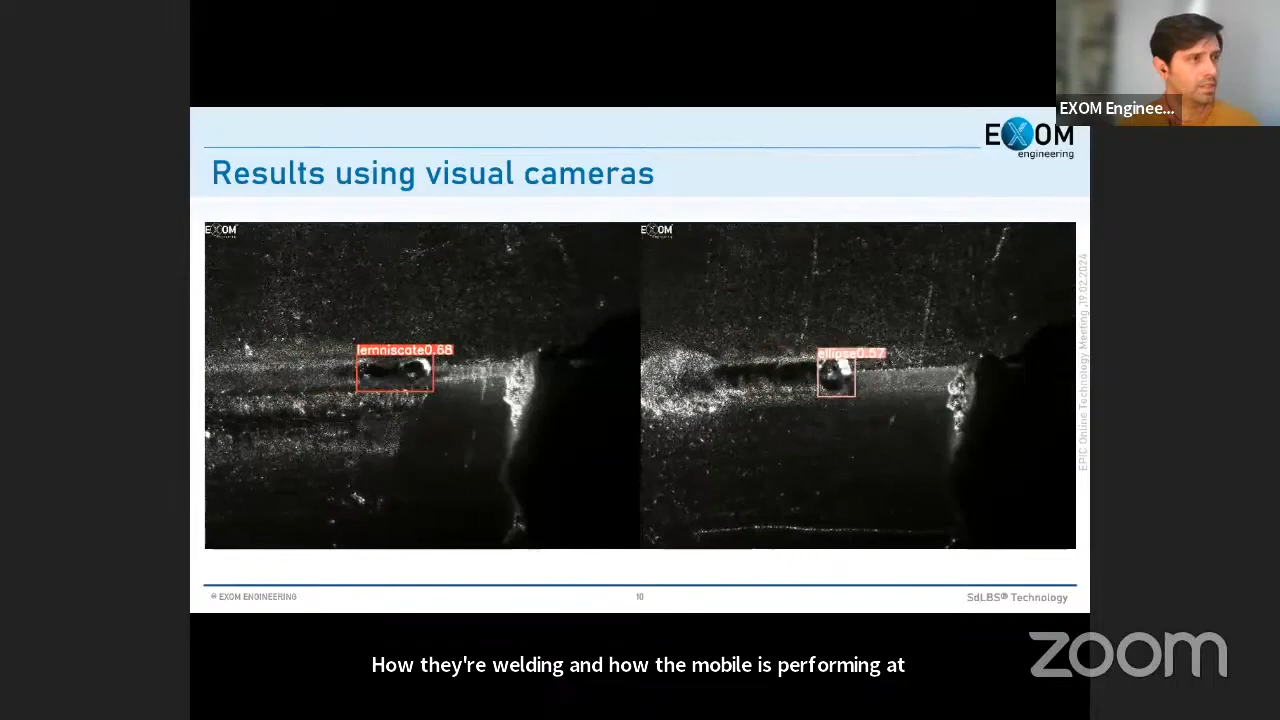 EXOM Enginee...
EXOM
engineering
Results using visual cameras
EXOM
EXOM
lemniscate0.68
ellipse0.57
EPIC Online Technology Meeting ,19.02.2024
© EXOM ENGINEERING
10
SdLBS® Technology
How they're welding and how the mobile is performing at
zoom